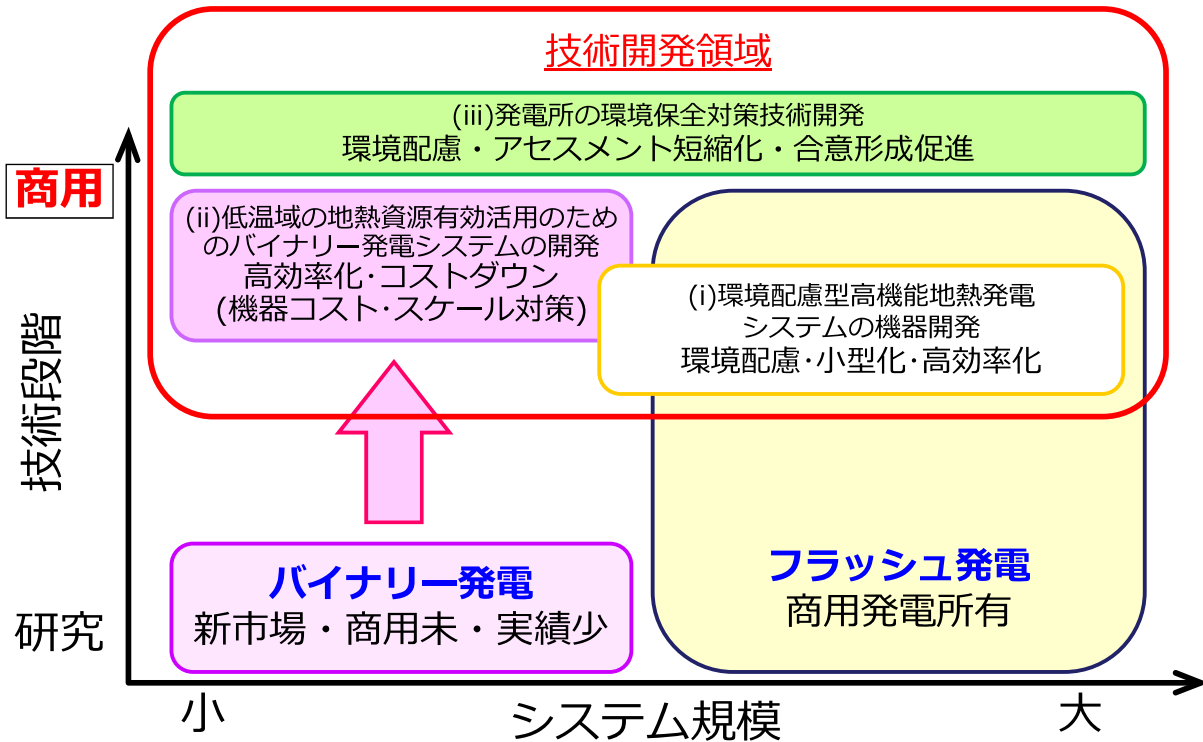 技術開発領域
(iii)発電所の環境保全対策技術開発
環境配慮・アセスメント短縮化・合意形成促進
商用
(ii)低温域の地熱資源有効活用のため
のバイナリー発電システムの開発
高効率化・コストダウン
(機器コスト・スケール対策)
(i)環境配慮型高機能地熱発電
システムの機器開発
環境配慮・小型化・高効率化
技術段階
バイナリー発電
新市場・商用未・実績少
フラッシュ発電
商用発電所有
研究
小
システム規模
大